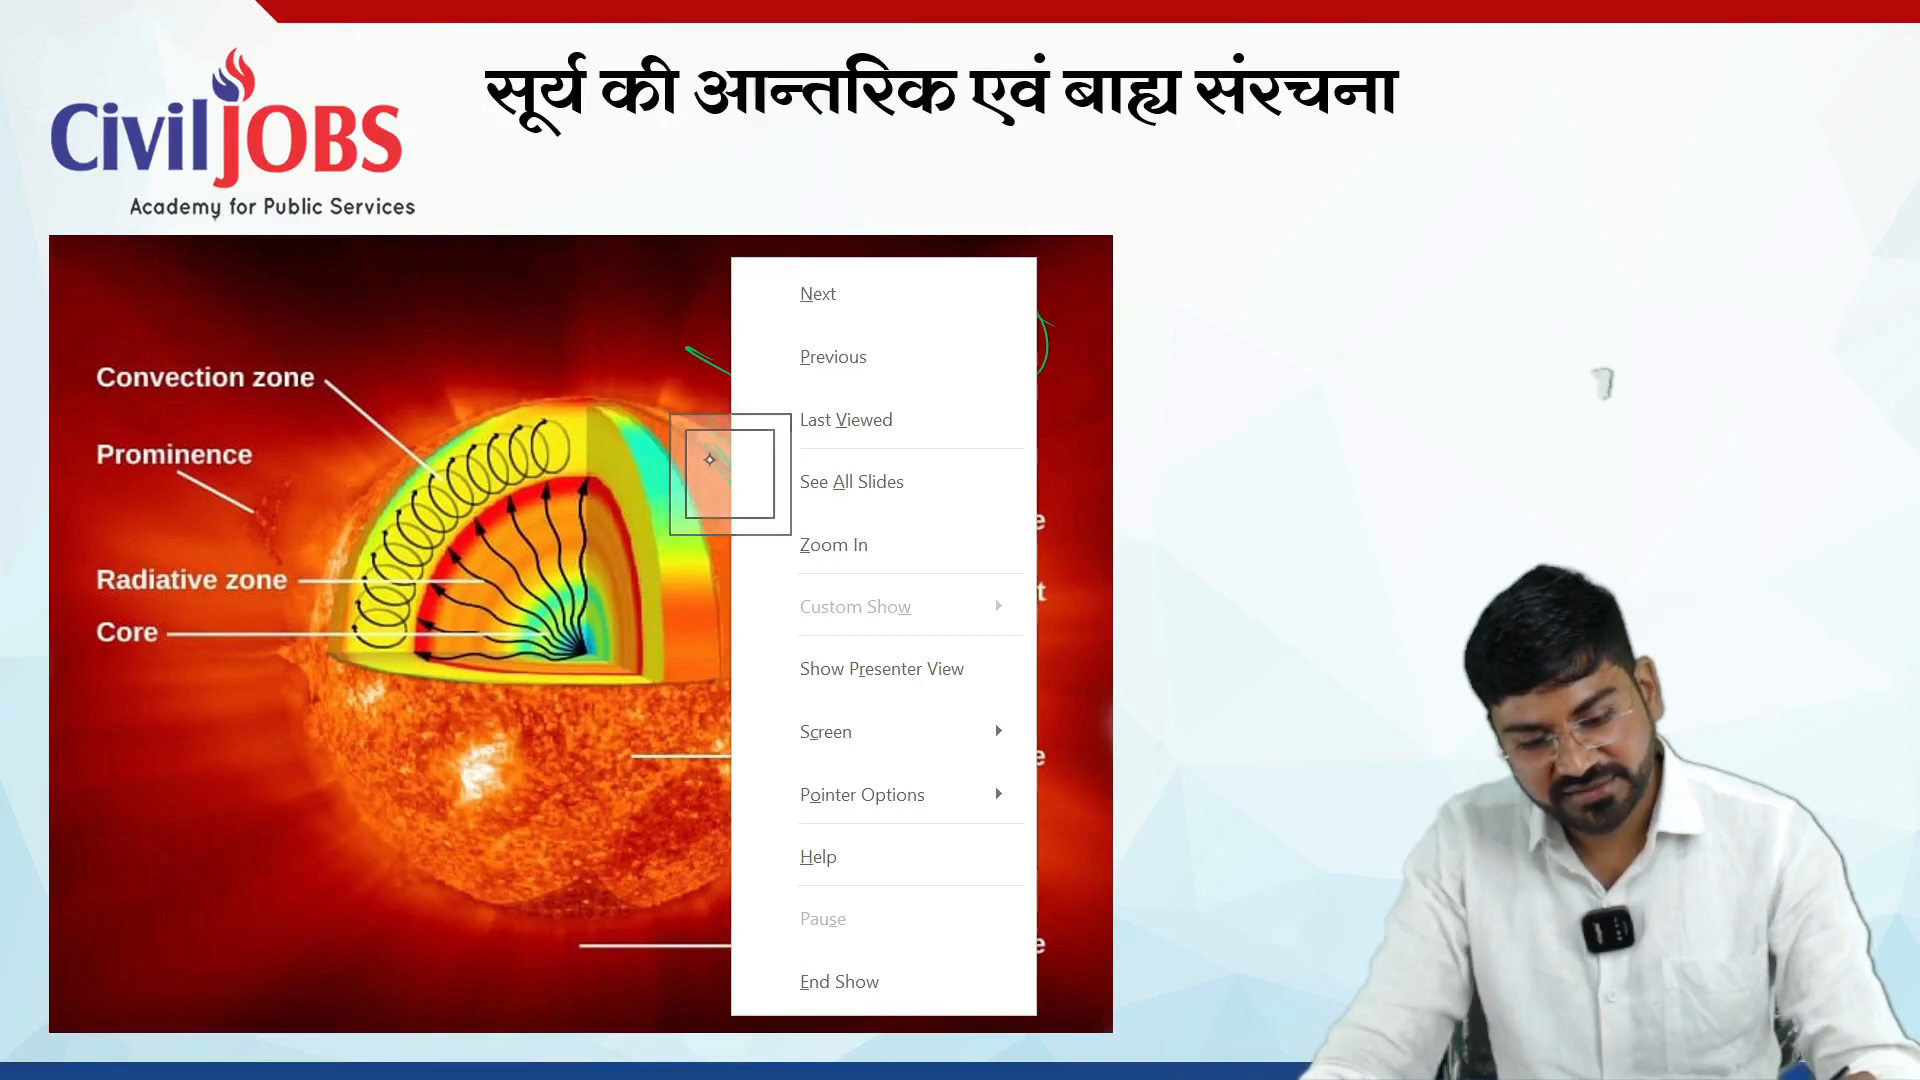 सूर्य की आन्तरिक एवं बाह्य संरचना
CivilJOBS
Academy for Public Services
Convection zone
Prominence
Radiative zone
Core
Next
Previous
Last Viewed
See All Slides
Zoom In
Custom Show
Show Presenter View
Screen
Pointer Options
Help
Pause
End Show